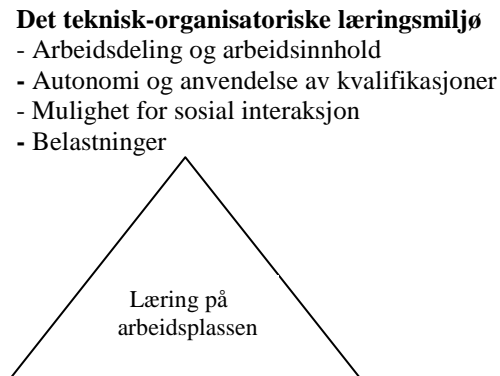 Det teknisk-organisatoriske læringsmiljø
- Arbeidsdeling og arbeidsinnhold
- Autonomi og anvendelse av kvalifikasjoner
- Mulighet for sosial interaksjon
- Belastninger
Læring på
arbeidsplassen